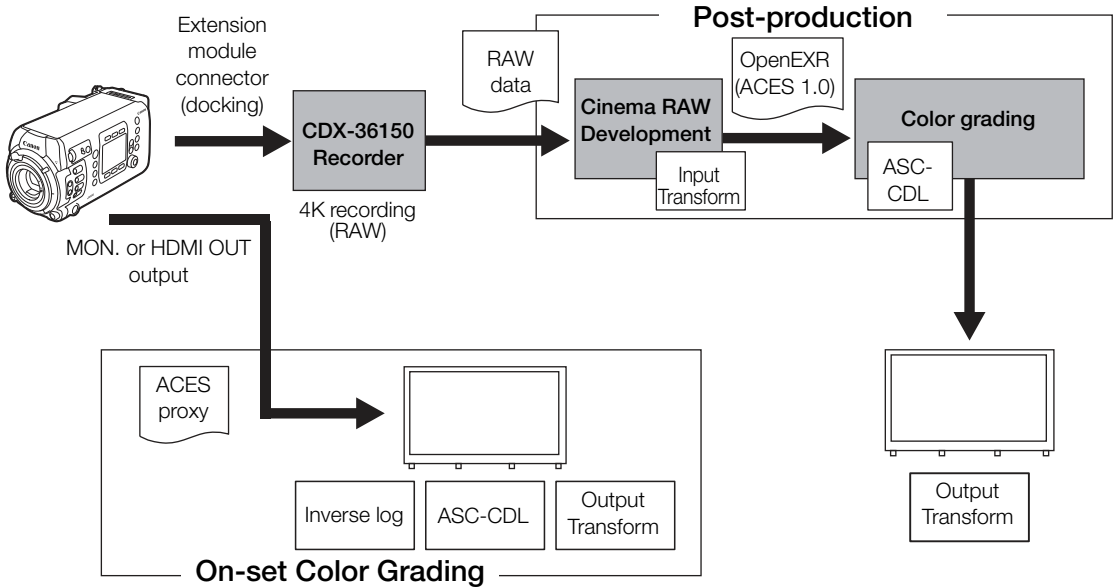 Post-production
Extension
module
connector
(docking)
RAW
data
OpenEXR
(ACES 1.0)
Canon
CDX-36150
Recorder
Cinema RAW
Development
Color grading
Input
Transform
ASC-
CDL
4K recording
(RAW)
MON. or HDMI OUT
output
ACES
proxy
Inverse log
ASC-CDL
Output
Transform
Output
Transform
On-set Color Grading